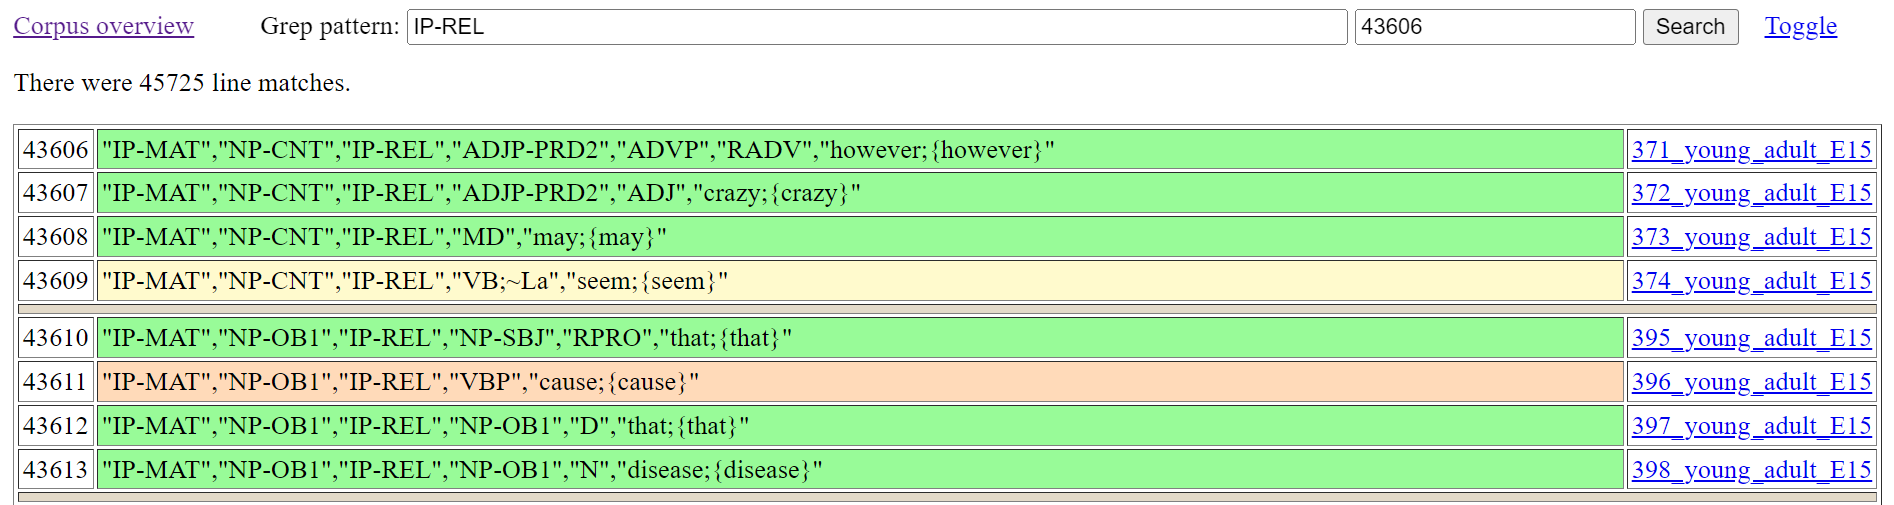 Corpus overview Grep pattern: IP-REL 43606 Search Toggle
There were 45725 line matches.
43606 "IP-MAT","NP-CNT","IP-REL","ADJP-PRD2","ADVP","RADV","however;{however}" 371_young_adult_E15
43607 "IP-MAT","NP-CNT","IP-REL","ADJP-PRD2","ADJ","crazy;{crazy}" 372_young_adult_E15
43608 "IP-MAT","NP-CNT","IP-REL","MD","may;{may}" 373_young_adult_E15
43609 "IP-MAT","NP-CNT","IP-REL","VB;~La","seem;{seem}" 374_young_adult_E15
43610 "IP-MAT","NP-OB1","IP-REL","NP-SBJ","RPRO","that;{that}" 395_young_adult_E15
43611 "IP-MAT","NP-OB1","IP-REL","VBP","cause;{cause}" 396_young_adult_E15
43612 "IP-MAT","NP-OB1","IP-REL","NP-OB1","D","that;{that}" 397_young_adult_E15
43613 "IP-MAT","NP-OB1","IP-REL","NP-OB1","N","disease;{disease}" 398_young_adult_E15